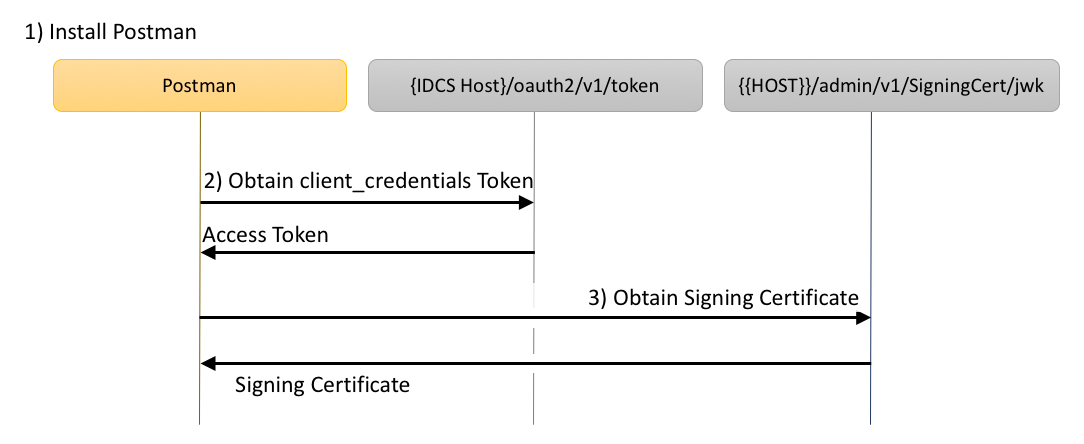 1) Install Postman
Postman
{IDCS Host}/oauth2/v1/token
{{HOST}}/admin/v1/SigningCert/jwk
2) Obtain client_credentials Token
Access Token
3) Obtain Signing Certificate
Signing Certificate